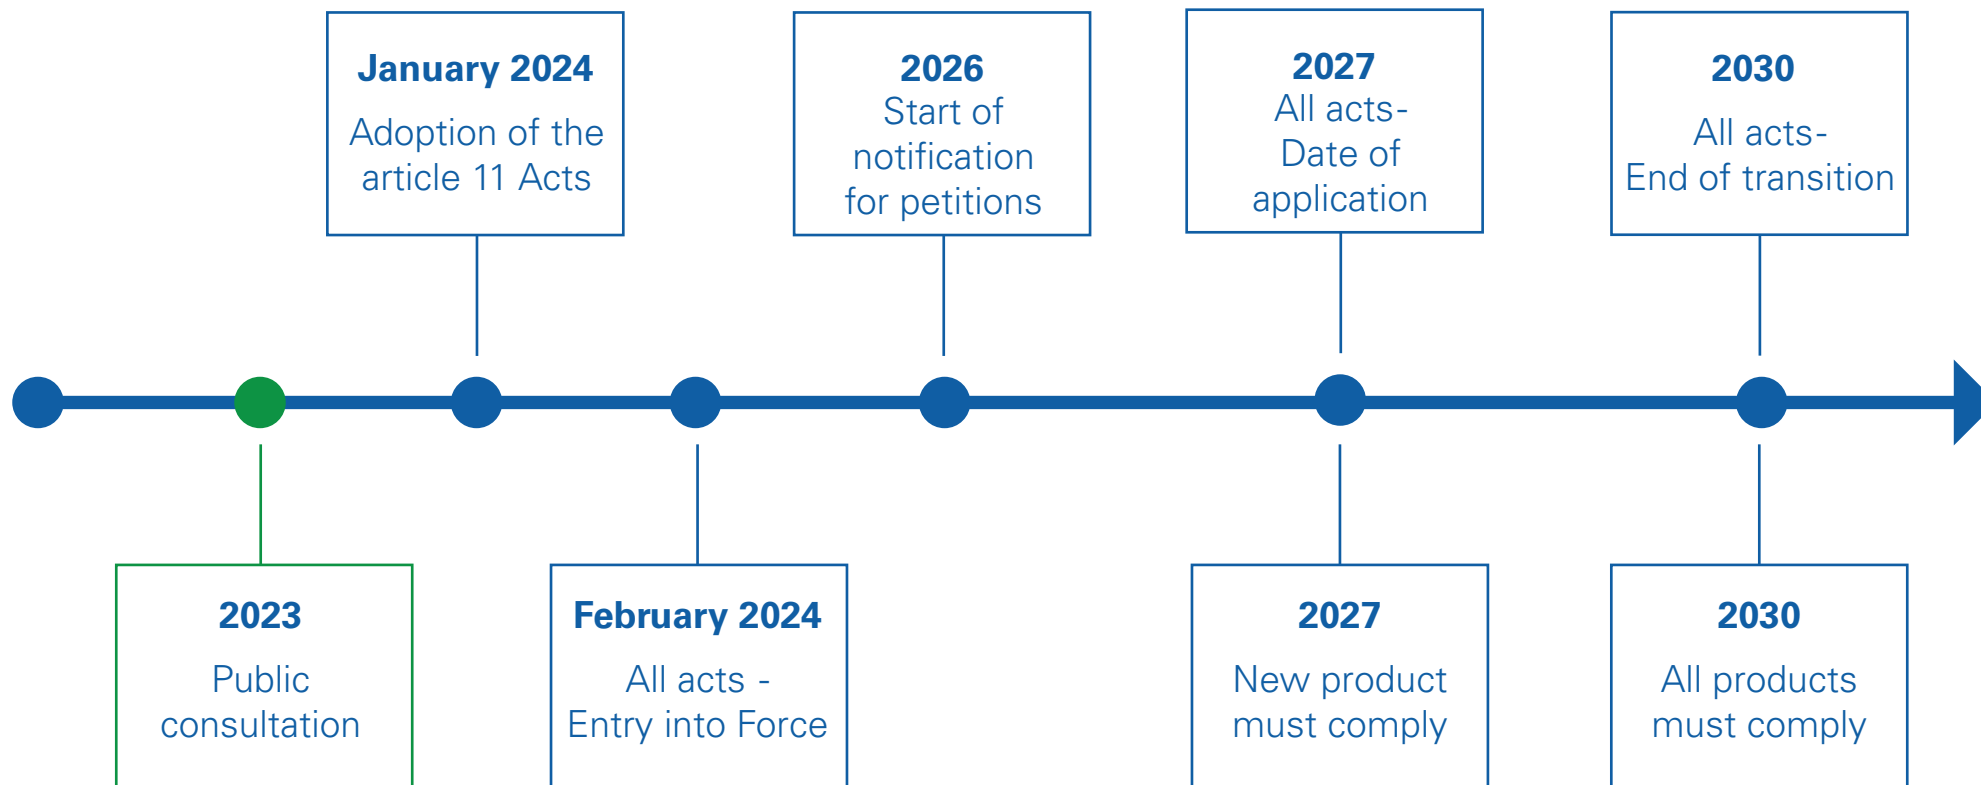 January 2024
Adoption of the
article 11 Acts
2026
Start of
notification
for petitions
2027
All acts-
Date of
application
2030
All acts-
End of transition
2023
Public
consultation
February 2024
All acts -
Entry into Force
2027
New product
must comply
2030
All products
must comply